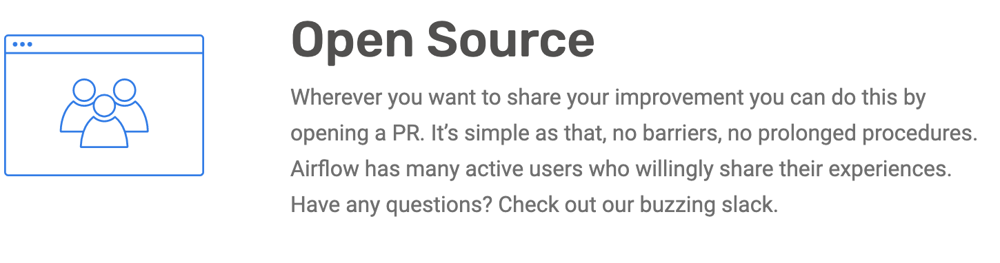 Open Source
Wherever you want to share your improvement you can do this by
opening a PR. It’s simple as that, no barriers, no prolonged procedures.
Airflow has many active users who willingly share their experiences.
Have any questions? Check out our buzzing slack.